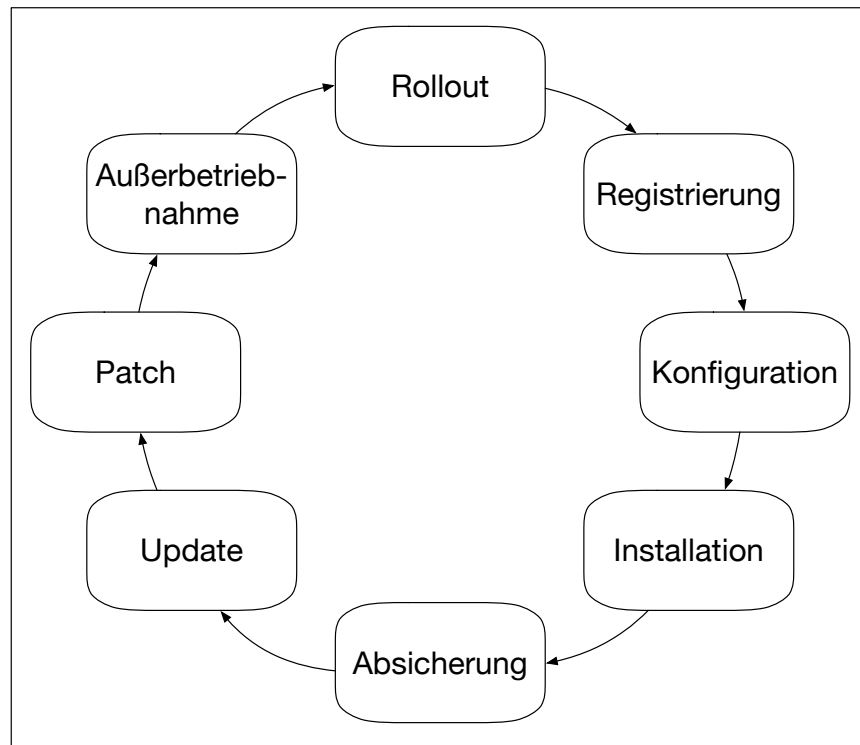 Rollout
Registrierung
Konfiguration
Installation
Absicherung
Update
Patch
Außerbetrieb-
nahme